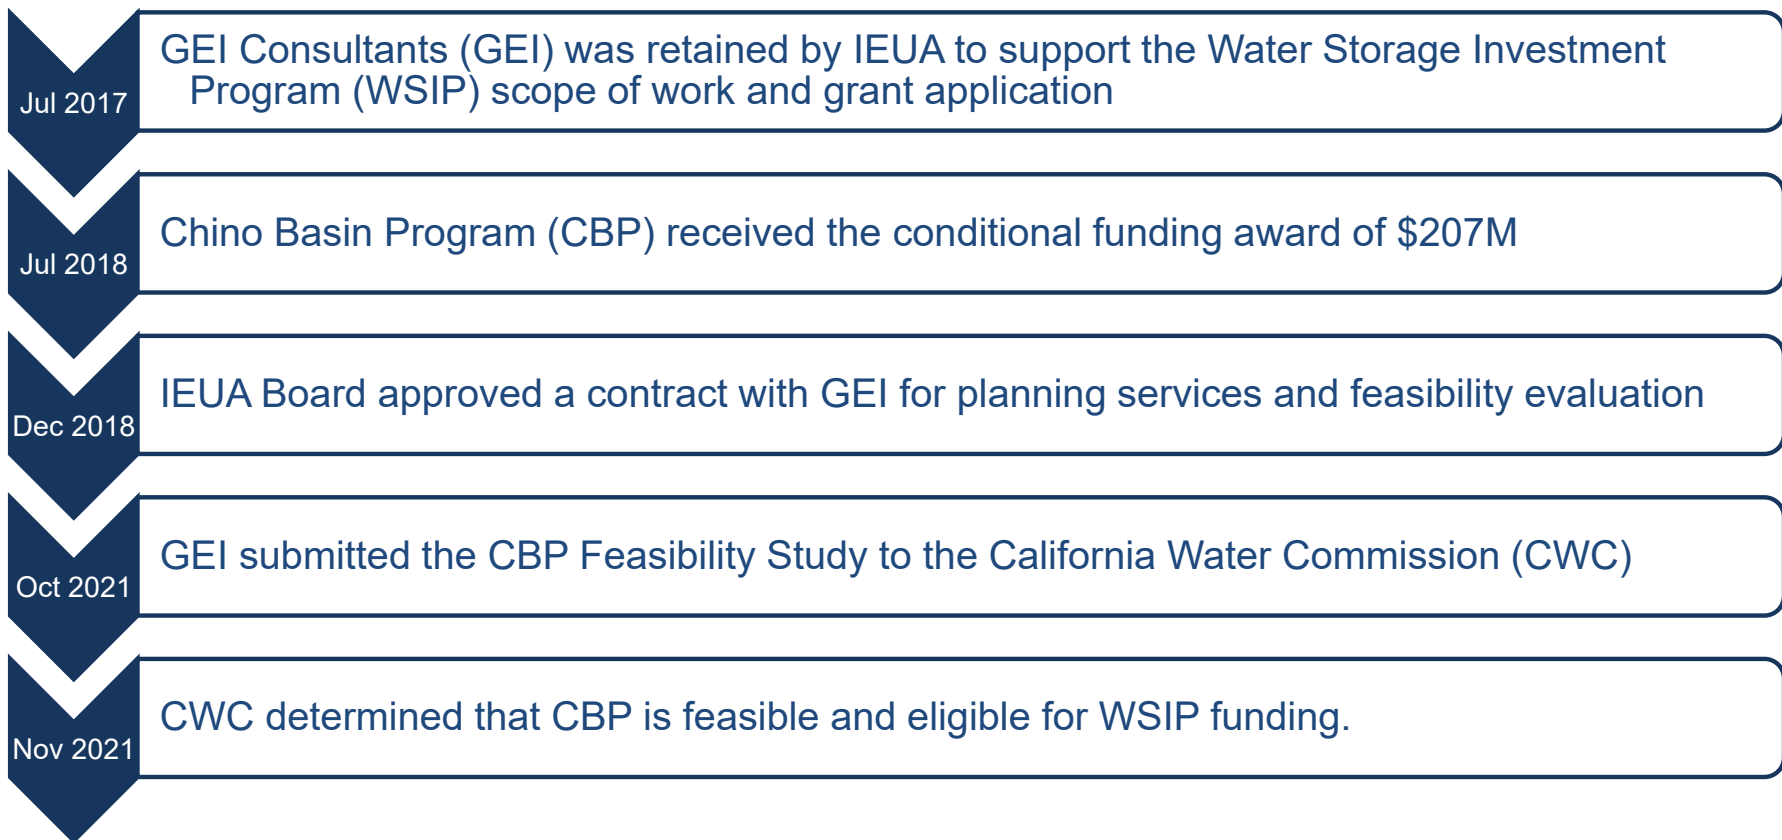 Jul 2017
GEI Consultants (GEI) was retained by IEUA to support the Water Storage Investment
Program (WSIP) scope of work and grant application
Jul 2018
Chino Basin Program (CBP) received the conditional funding award of $207M
Dec 2018
IEUA Board approved a contract with GEI for planning services and feasibility evaluation
Oct 2021
GEI submitted the CBP Feasibility Study to the California Water Commission (CWC)
Nov 2021
CWC determined that CBP is feasible and eligible for WSIP funding.